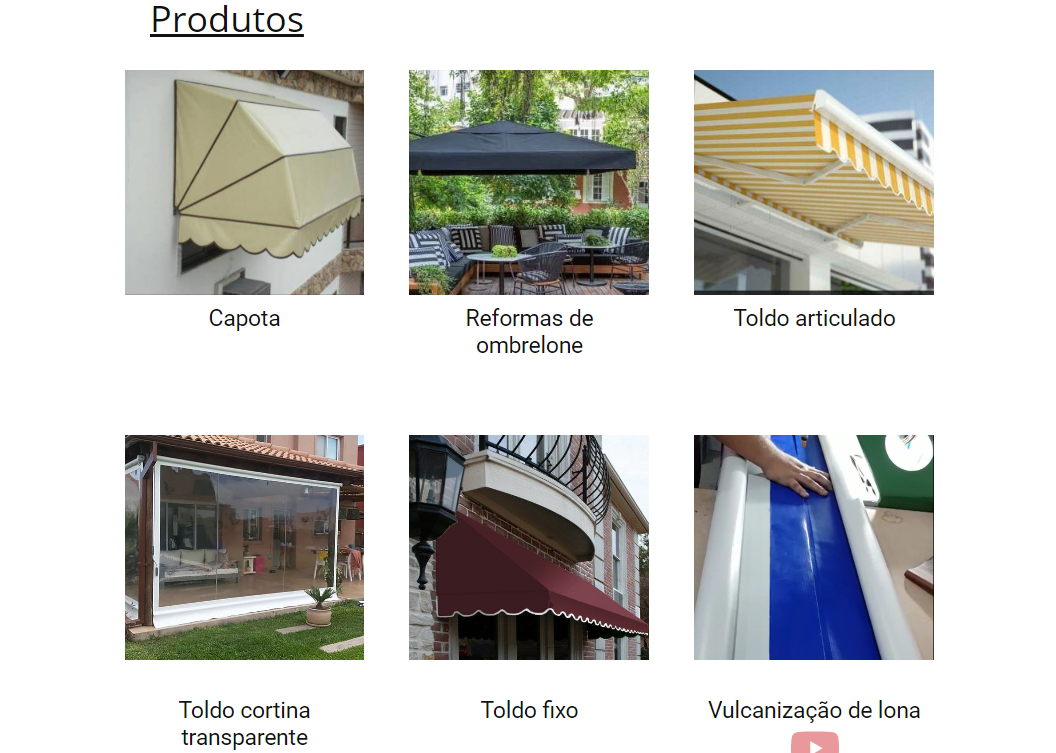 Produtos
Capota
Reformas de
ombrelone
Toldo articulado
Toldo cortina
transparente
Toldo fixo
Vulcanização de lona